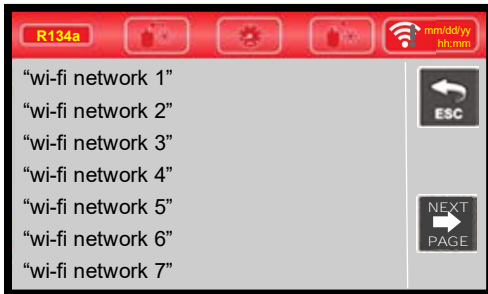 R134a
mm/dd/yy
hh:mm
“wi-fi network 1”
“wi-fi network 2”
“wi-fi network 3”
“wi-fi network 4”
“wi-fi network 5”
“wi-fi network 6”
“wi-fi network 7”
ESC
NEXT
PAGE